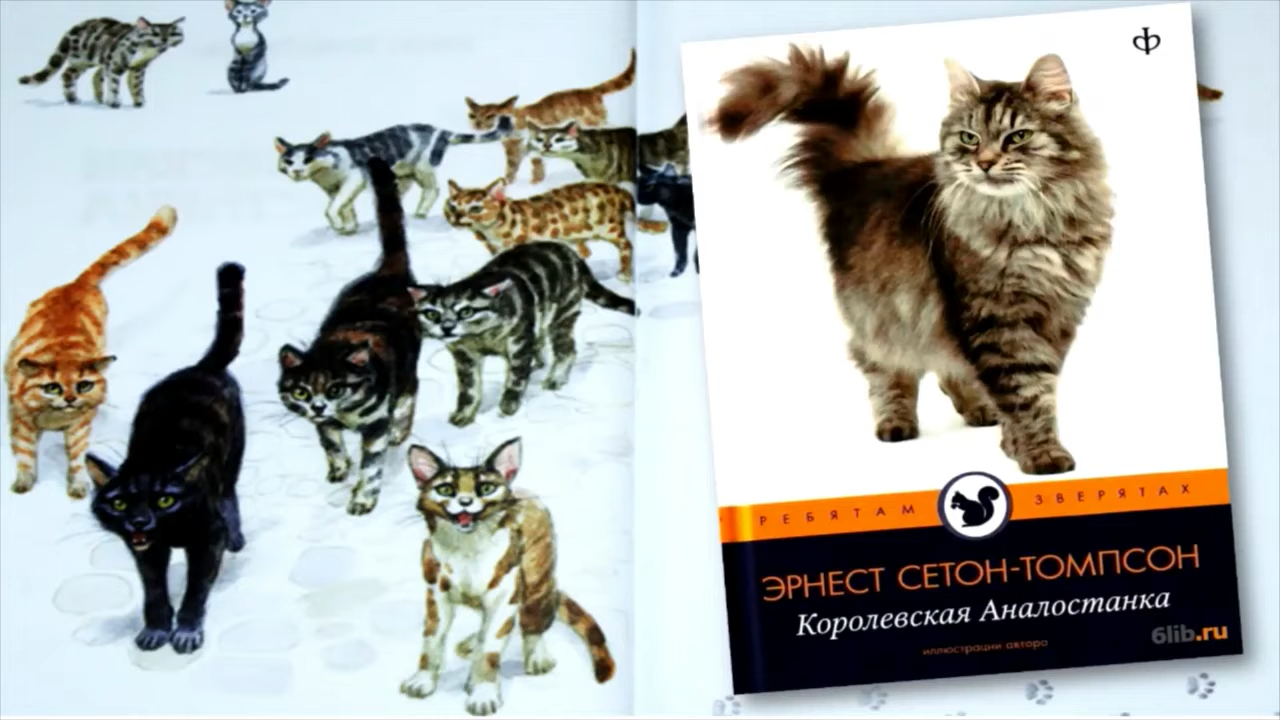 РЕБЯТАМ ЗВЕРЯТАХ
ЭРНЕСТ СЕТОН-ТОМПСОН
Королевская Аналостанка
иллюстрации автора
6lib.ru